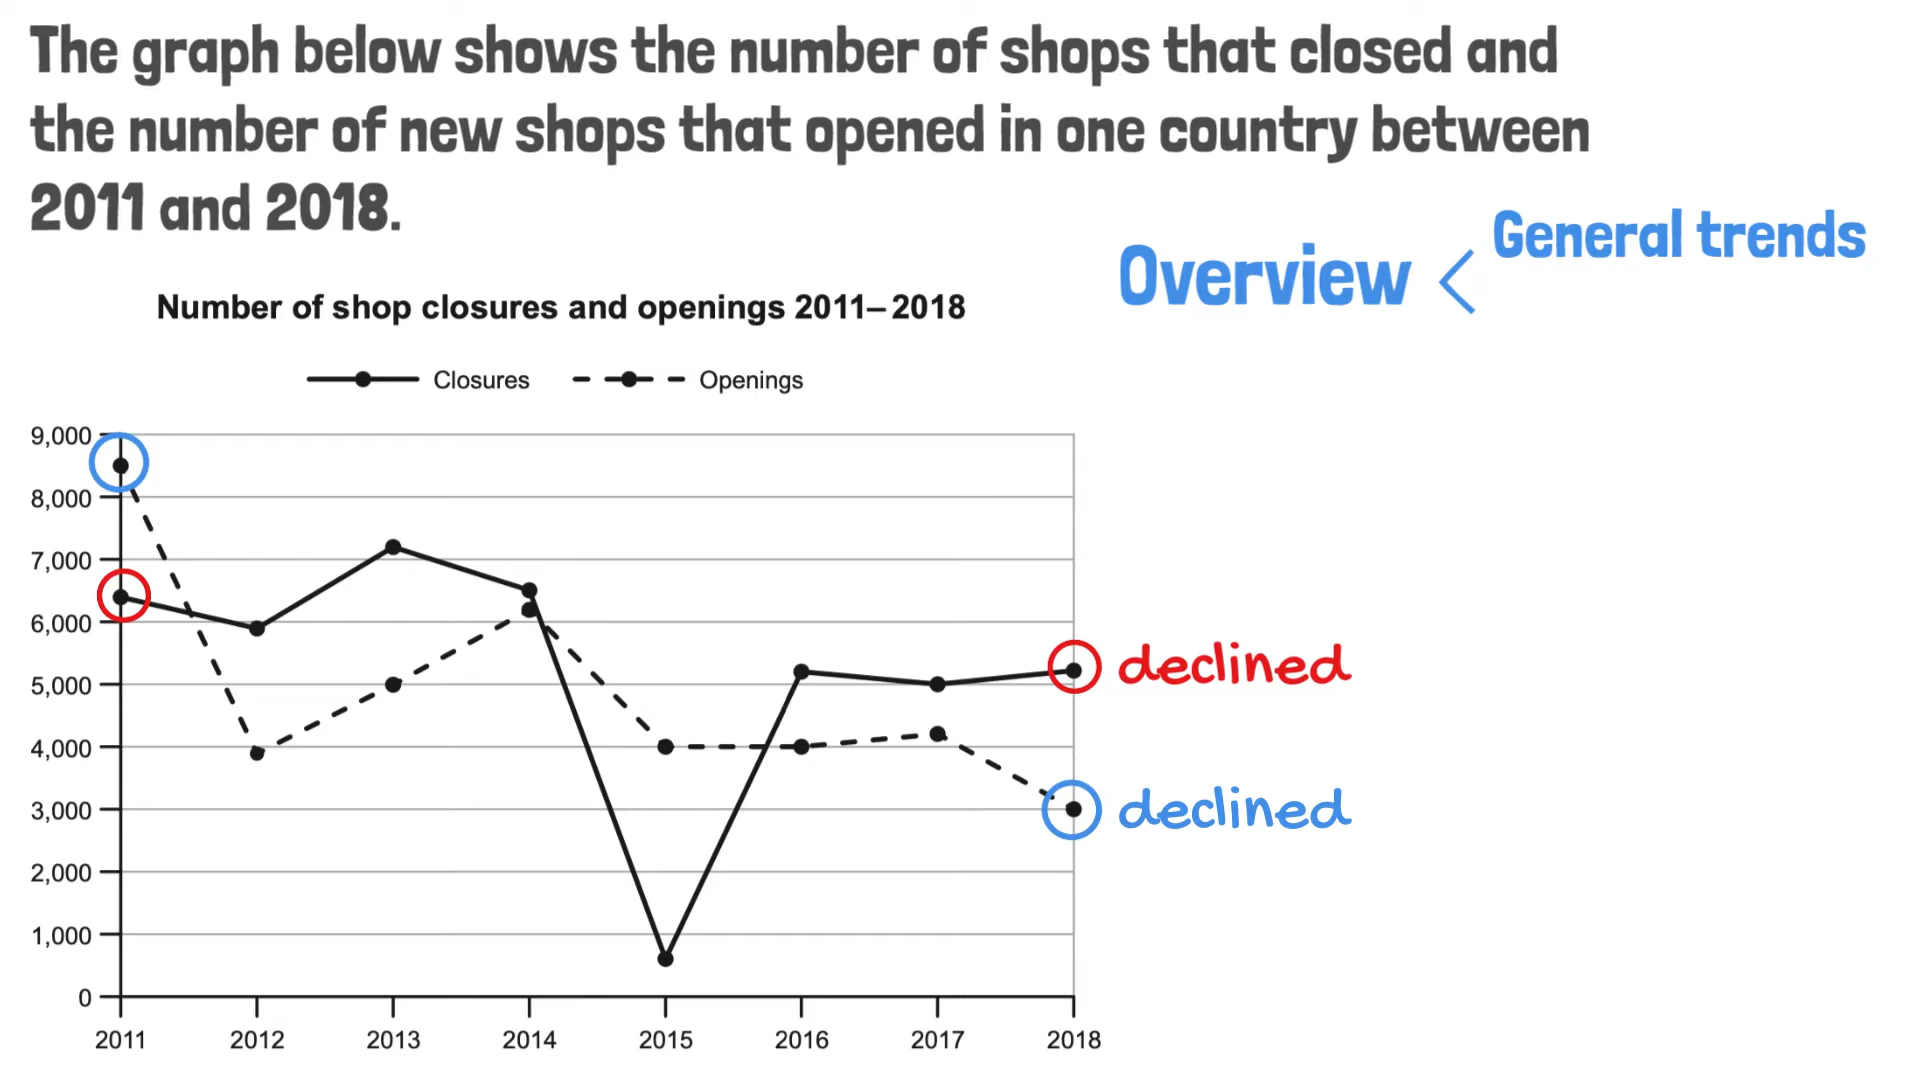 The graph below shows the number of shops that closed and
the number of new shops that opened in one country between
2011 and 2018.
General trends
Overview
Number of shop closures and openings 2011–2018
Closures
Openings
9,000
8,000
7,000
6,000
5,000
4,000
3,000
2,000
1,000
0
declined
declined
2011 2012 2013 2014 2015 2016 2017 2018